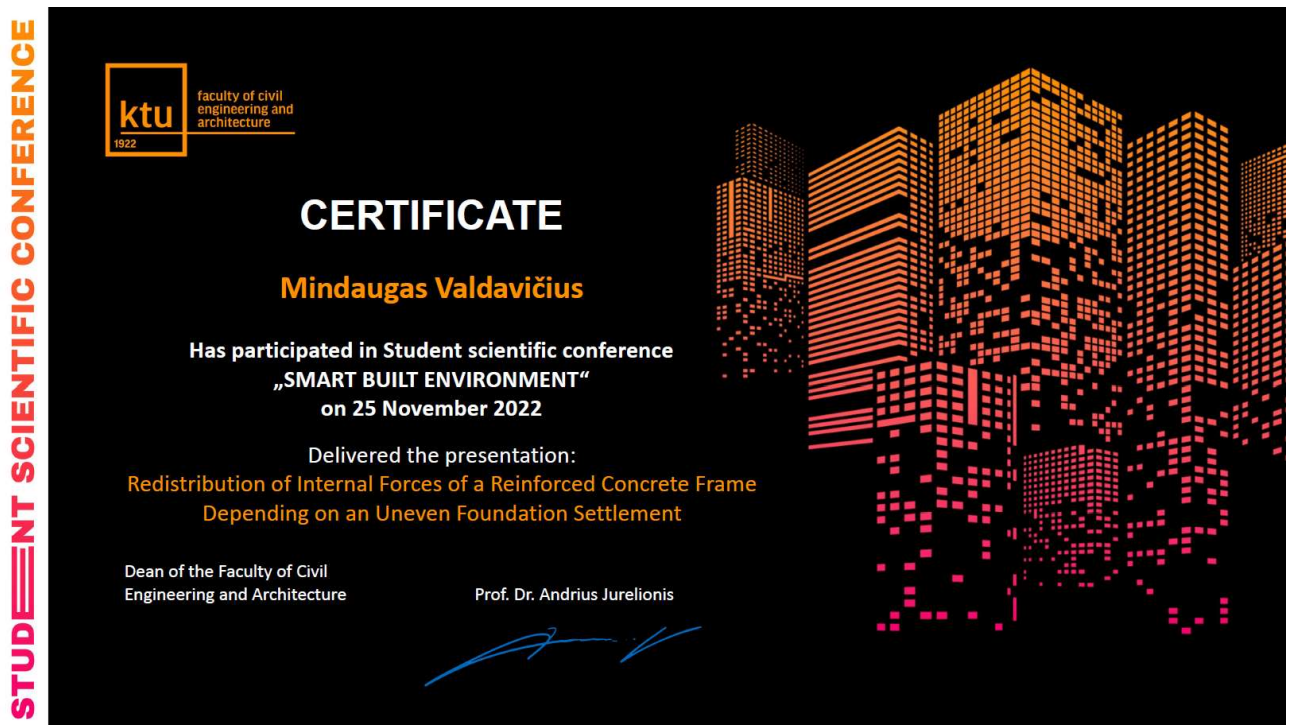 STUDENT SCIENTIFIC CONFERENCE
ktu
1922
faculty of civil
engineering and
architecture
CERTIFICATE
Mindaugas Valdavičius
Has participated in Student scientific conference
„SMART BUILT ENVIRONMENT“
on 25 November 2022
Delivered the presentation:
Redistribution of Internal Forces of a Reinforced Concrete Frame
Depending on an Uneven Foundation Settlement
Dean of the Faculty of Civil
Engineering and Architecture
Prof. Dr. Andrius Jurelionis